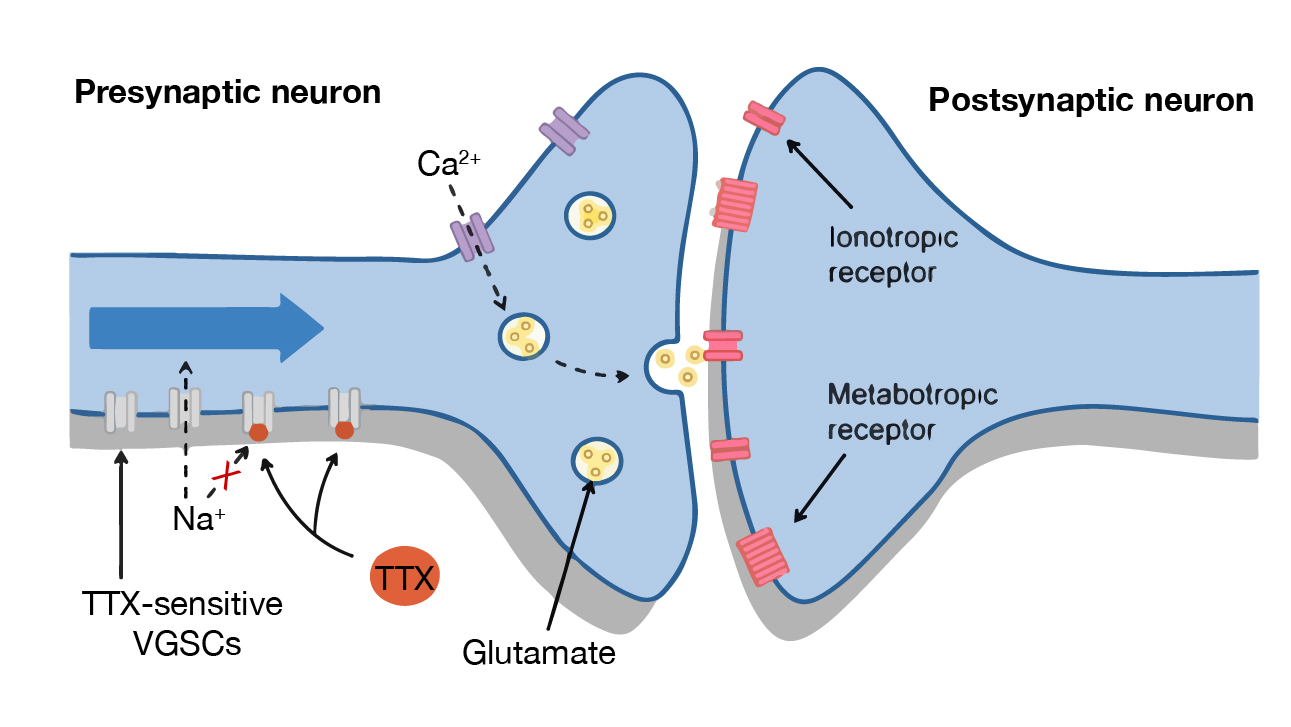 Presynaptic neuron
Postsynaptic neuron
Ca²⁺
Ionotropic
receptor
Metabotropic
receptor
Na⁺
TTX
TTX-sensitive
VGSCs
Glutamate